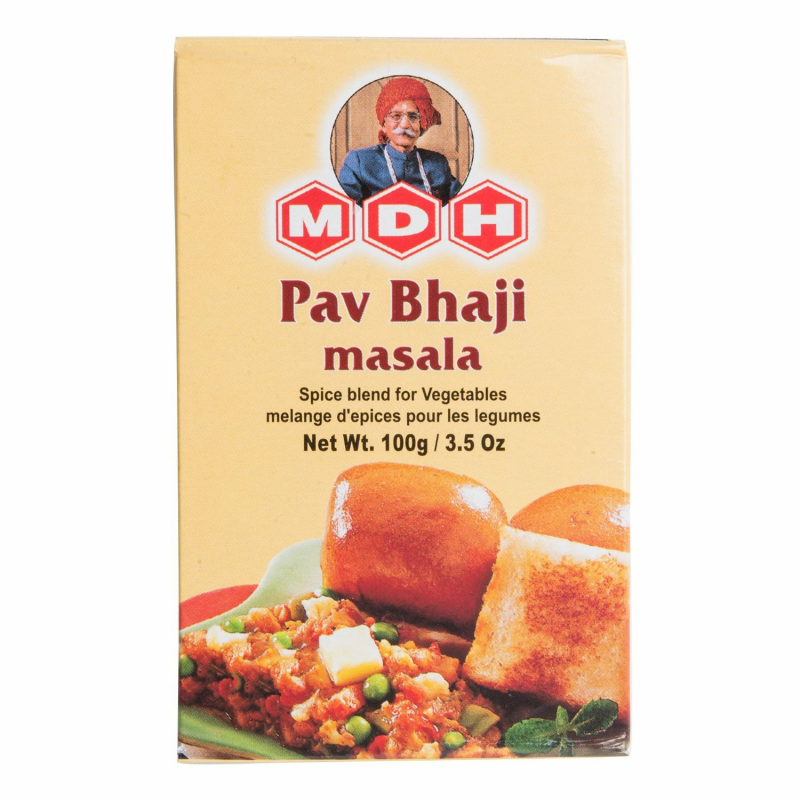 MDH
Pav Bhaji
masala
Spice blend for Vegetables
melange d'epices pour les legumes
Net Wt. 100g / 3.5 Oz